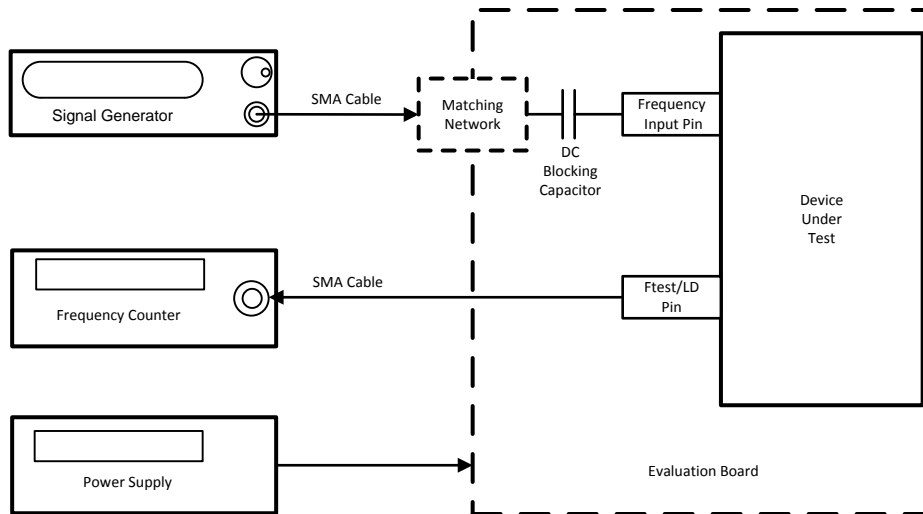 Signal Generator
SMA Cable
Matching
Network
DC
Blocking
Capacitor
Frequency
Input Pin
Device
Under
Test
SMA Cable
Ftest/LD
Pin
Frequency Counter
Power Supply
Evaluation Board